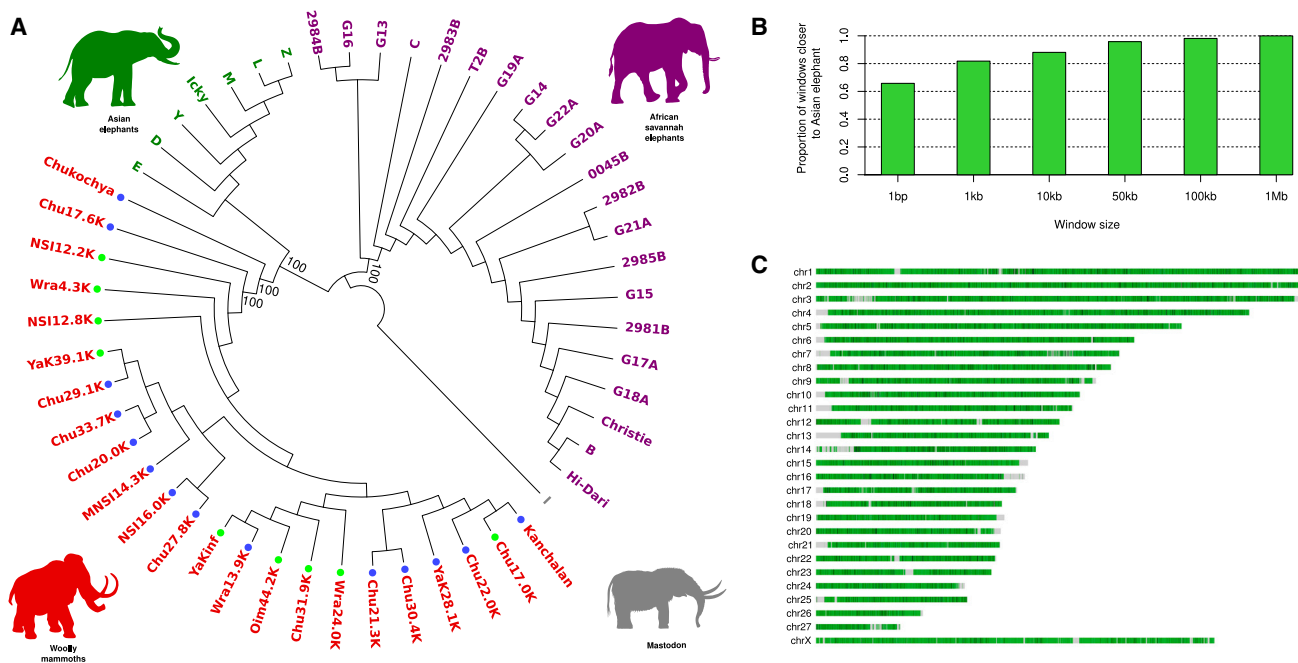 A
Asian
elephants
African
savannah
elephants
Woolly
mammoths
Mastodon
2984B
G16
G13
C
2983B
T2B
G19A
G14
G22A
G20A
0045B
2982B
G21A
2985B
G15
2981B
G17A
G18A
Christie
B
Hi-Dari
Z
L
M
Icky
Y
D
E
Chukochya
Chu17.6K
NSI12.2K
Wra4.3K
NSI12.8K
YaK39.1K
Chu29.1K
Chu33.7K
Chu20.0K
MNSI14.3K
NSI16.0K
Chu27.8K
YaKinf
Wra13.9K
Oim44.2K
Chu31.9K
Wra24.0K
Chu21.3K
Chu30.4K
YaK28.1K
Chu22.0K
Chu17.0K
Kanchalan
100
100
100
100
B
Proportion of windows closer
to Asian elephant
1.0
0.8
0.6
0.4
0.2
0.0
1bp
1kb
10kb
50kb
100kb
1Mb
Window size
C
chr1
chr2
chr3
chr4
chr5
chr6
chr7
chr8
chr9
chr10
chr11
chr12
chr13
chr14
chr15
chr16
chr17
chr18
chr19
chr20
chr21
chr22
chr23
chr24
chr25
chr26
chr27
chrX